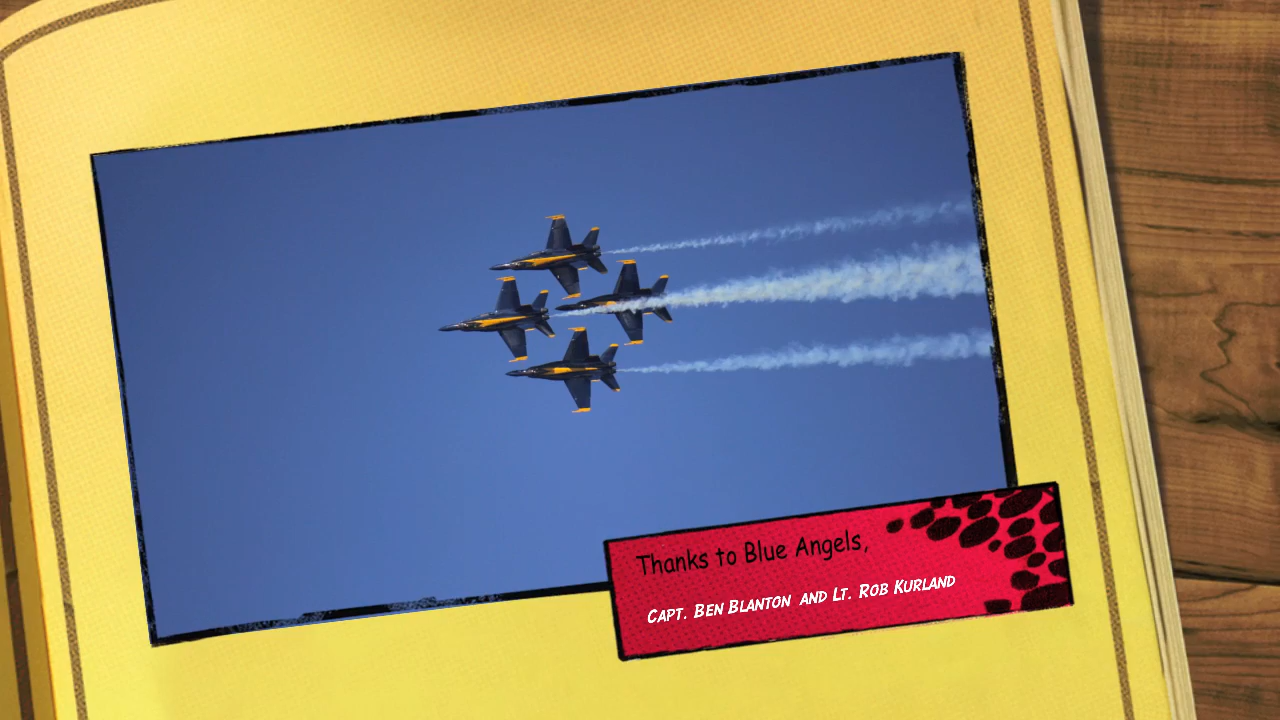 Thanks to Blue Angels,
CAPT. BEN BLANTON AND LT. ROB KURLAND